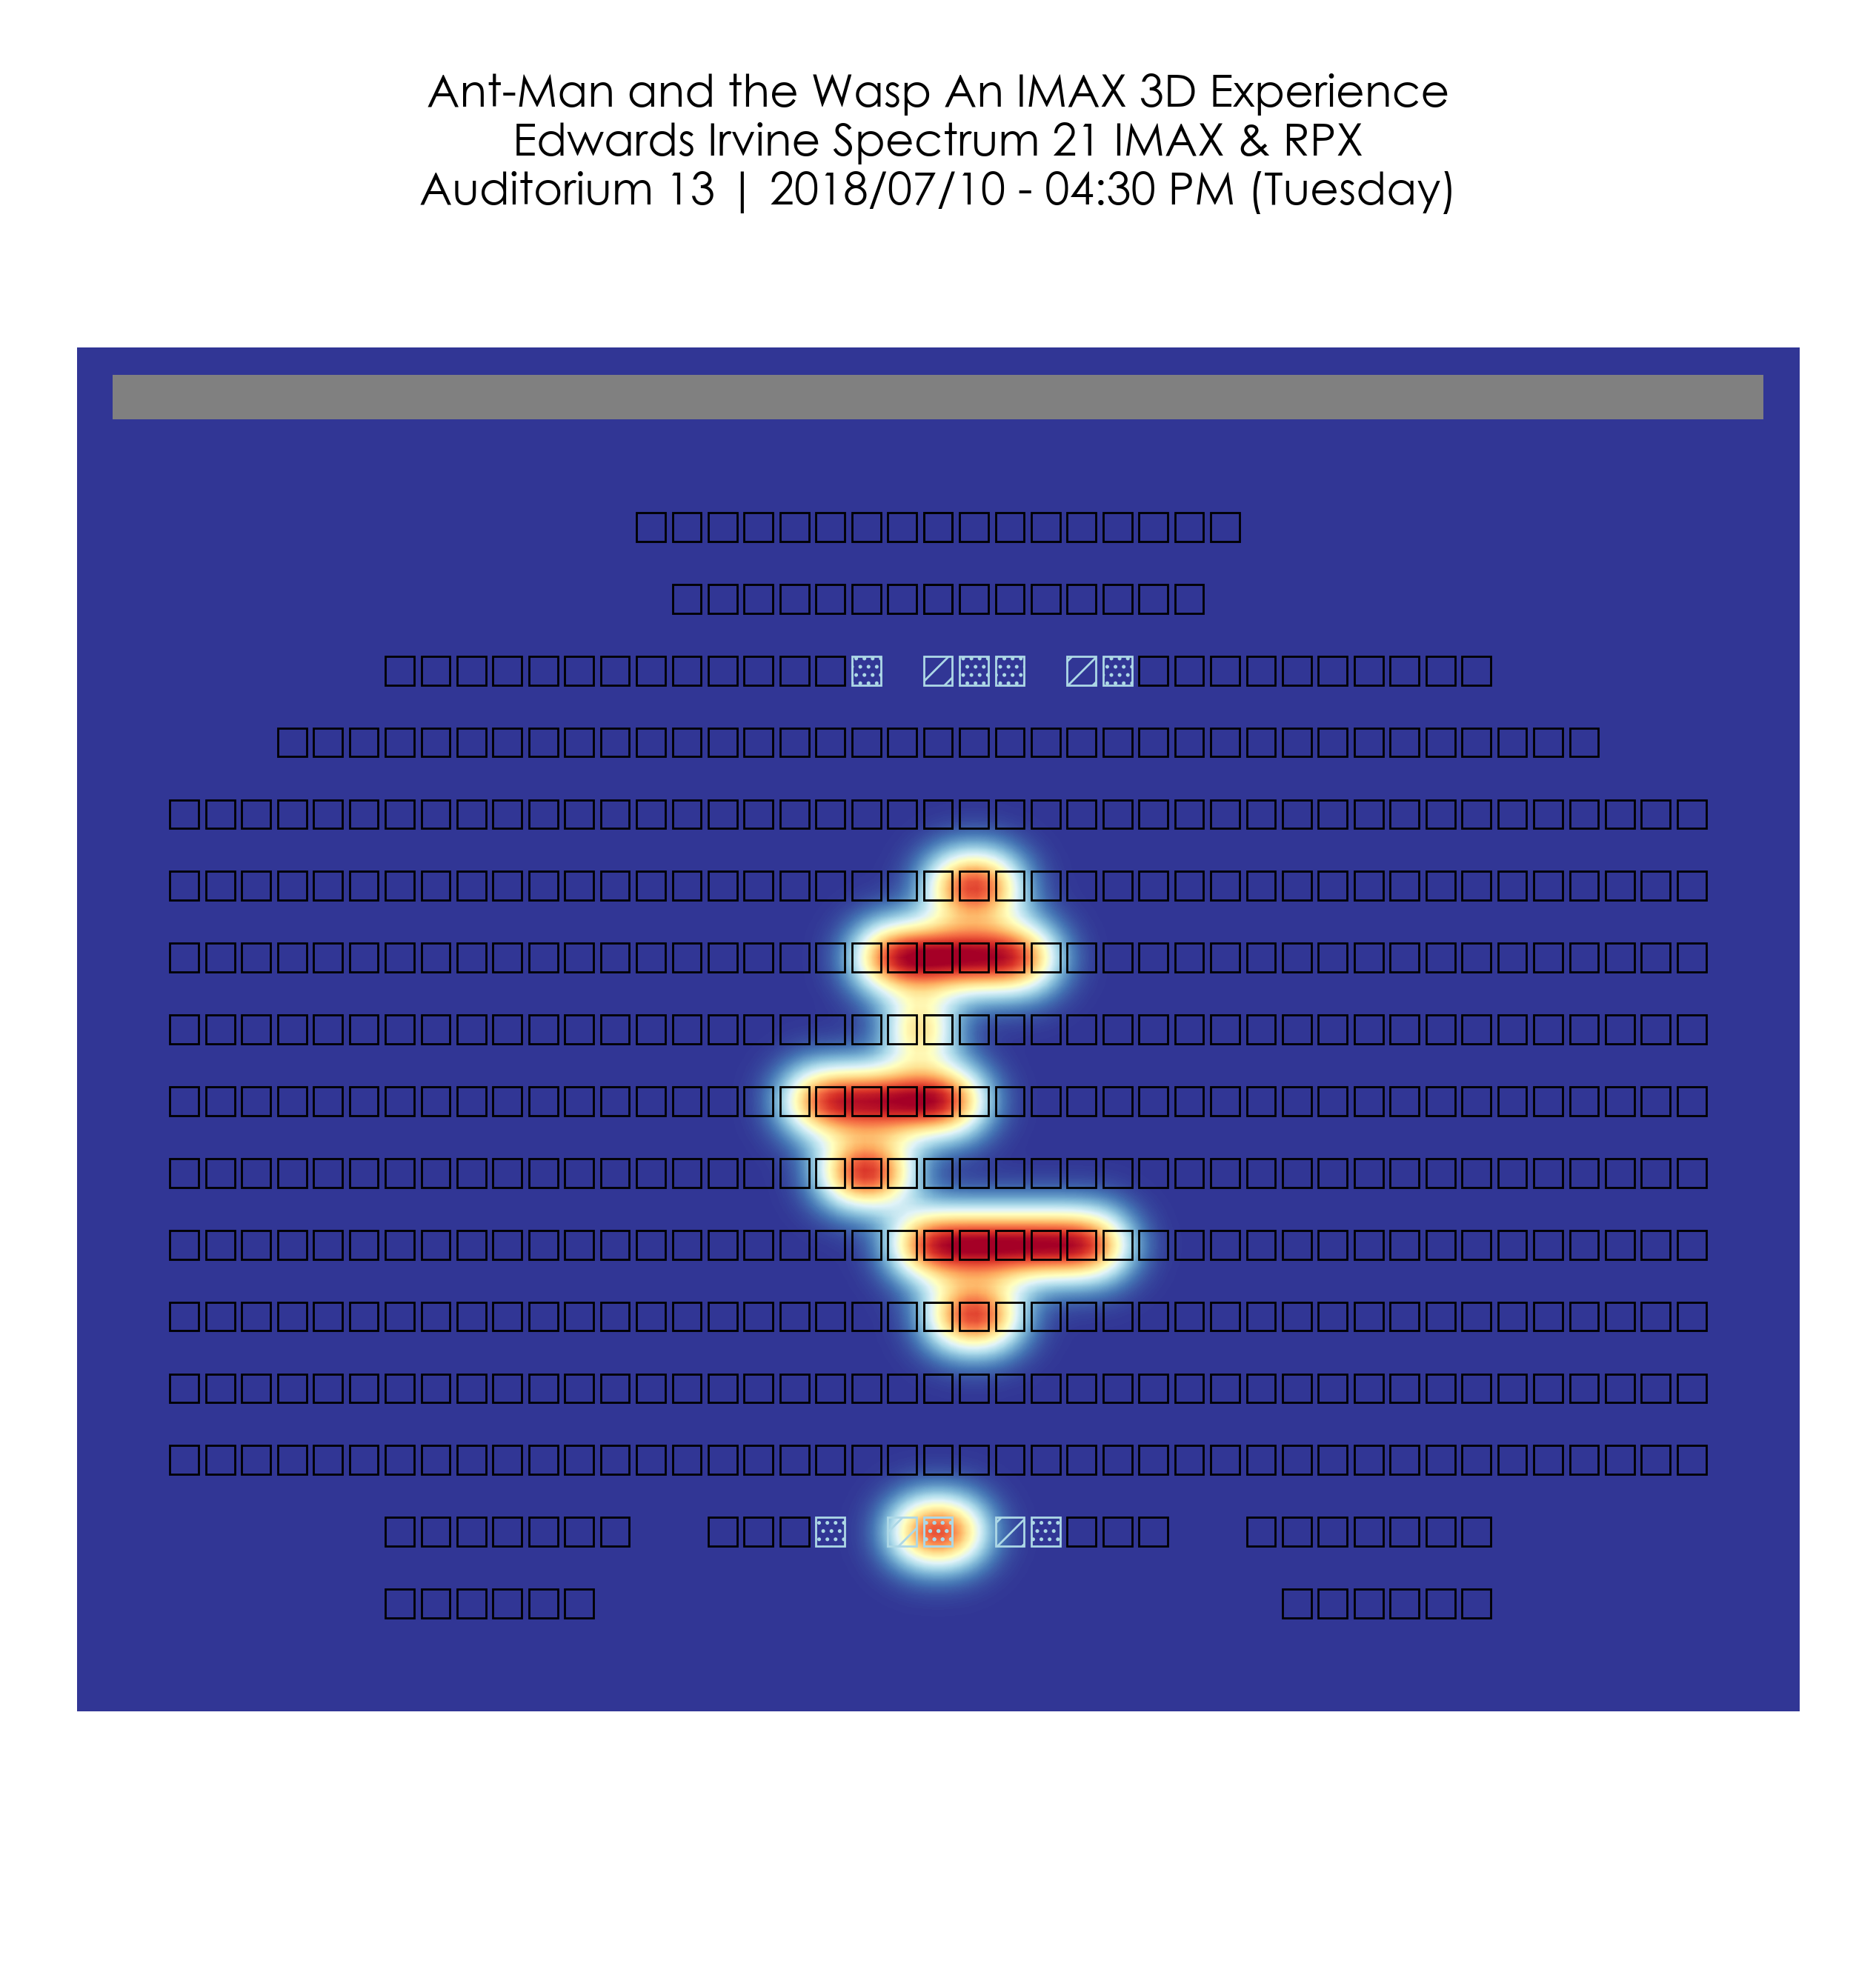 Ant-Man and the Wasp An IMAX 3D Experience
Edwards Irvine Spectrum 21 IMAX & RPX
Auditorium 13 | 2018/07/10 - 04:30 PM (Tuesday)